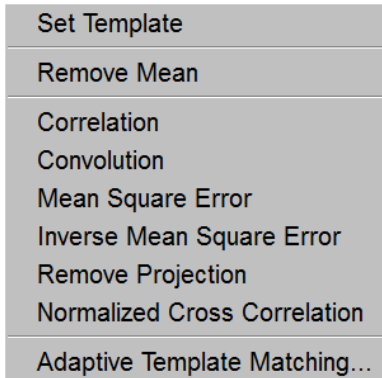 Set Template
Remove Mean
Correlation
Convolution
Mean Square Error
Inverse Mean Square Error
Remove Projection
Normalized Cross Correlation
Adaptive Template Matching...